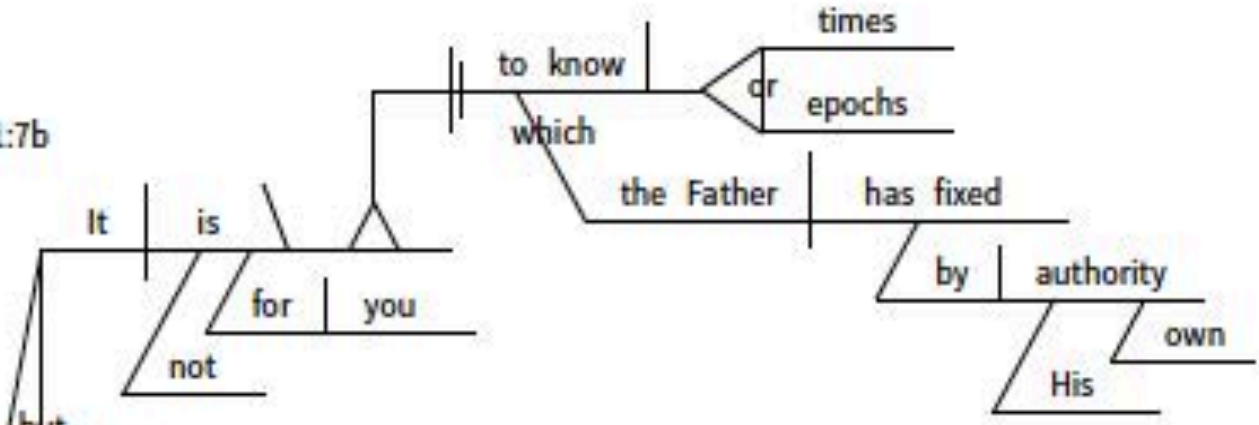 times
to know
or
epochs
1:7b
which
the Father
has fixed
It
is
by
authority
for
you
own
not
His
but